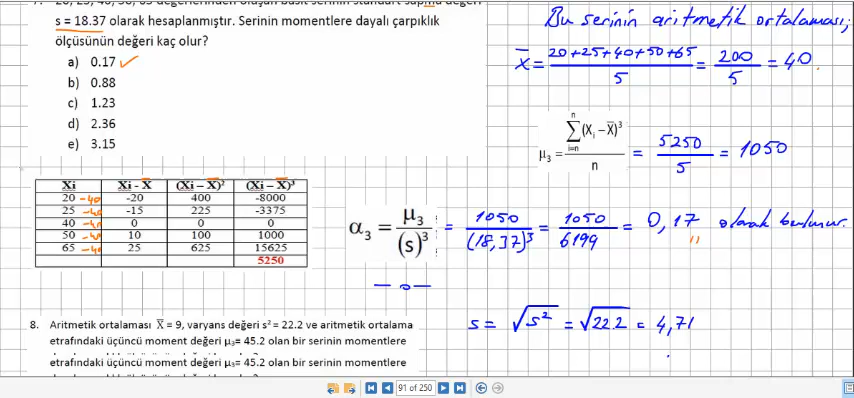 s = 18.37 olarak hesaplanmıştır. Serinin momentlere dayalı çarpıklık
ölçüsünün değeri kaç olur?
a) 0.17 ✓
b) 0.88
c) 1.23
d) 2.36
e) 3.15
Bu serinin aritmetik ortalaması;
X̅ = (20+25+40+50+65)/5 = 200/5 = 40.
μ₃ = Σ(Xᵢ − X̅)³ / n = 5250/5 = 1050
i=n
n
Xi | Xi - X̅ | (Xi – X̅)² | (Xi – X̅)³
20 -40 | -20 | 400 | -8000
25 -40 | -15 | 225 | -3375
40 -40 | 0 | 0 | 0
50 -40 | 10 | 100 | 1000
65 -40 | 25 | 625 | 15625
5250
α₃ = μ₃/(s)³ = 1050/(18,37)³ = 1050/6199 = 0,17 olarak bulunur.
8. Aritmetik ortalaması X̅ = 9, varyans değeri s² = 22.2 ve aritmetik ortalama
etrafındaki üçüncü moment değeri μ₃= 45.2 olan bir serinin momentlere
etrafındaki üçüncü moment değeri μ₃= 45.2 olan bir serinin momentlere
s = √s² = √22.2 = 4,71
91 of 250